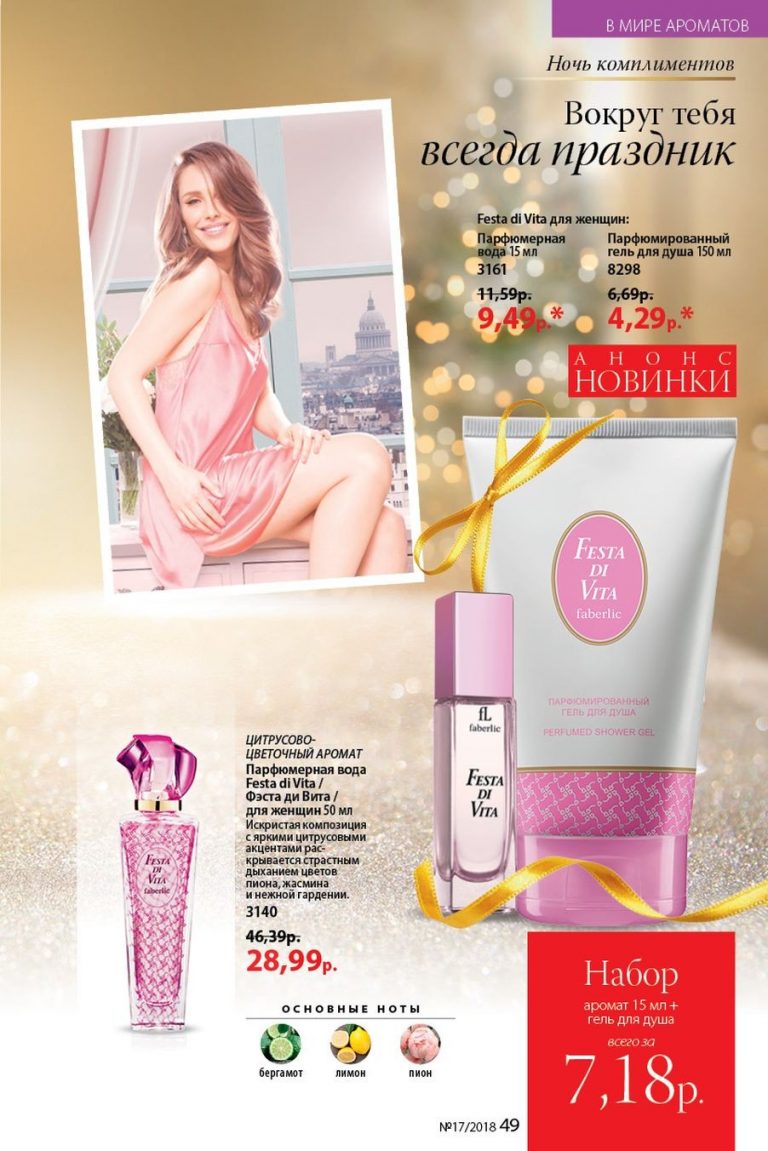 В МИРЕ АРОМАТОВ
Ночь комплиментов
Вокруг тебя
всегда праздник
Festa di Vita для женщин:
Парфюмерная
вода 15 мл
3161
11,59р.
9,49р.*
Парфюмированный
гель для душа 150 мл
8298
6,69р.
4,29р.*
АНОНС
НОВИНКИ
FESTA
DI
VITA
faberlic
ПАРФЮМИРОВАННЫЙ
ГЕЛЬ ДЛЯ ДУША
PERFUMED SHOWER GEL
fL
faberlic
FESTA
DI
VITA
FESTA
DI
VITA
faberlic
ЦИТРУСОВО-
ЦВЕТОЧНЫЙ АРОМАТ
Парфюмерная вода
Festa di Vita /
Фэста ди Вита /
для женщин 50 мл
Искристая композиция
с яркими цитрусовыми
акцентами рас-
крывается страстным
дыханием цветов
пиона, жасмина
и нежной гардении.
3140
46,39р.
28,99р.
ОСНОВНЫЕ НОТЫ
бергамот
лимон
пион
Набор
аромат 15 мл +
гель для душа
всего за
7,18р.
№17/2018 49